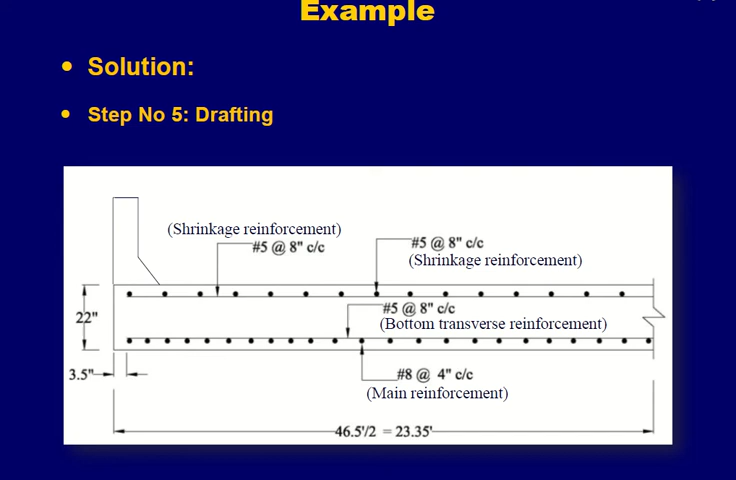 Example
• Solution:
• Step No 5: Drafting
(Shrinkage reinforcement)
#5 @ 8" c/c
#5 @ 8" c/c
(Shrinkage reinforcement)
22"
#5 @ 8" c/c
(Bottom transverse reinforcement)
3.5"
#8 @ 4" c/c
(Main reinforcement)
46.5'/2 = 23.35'